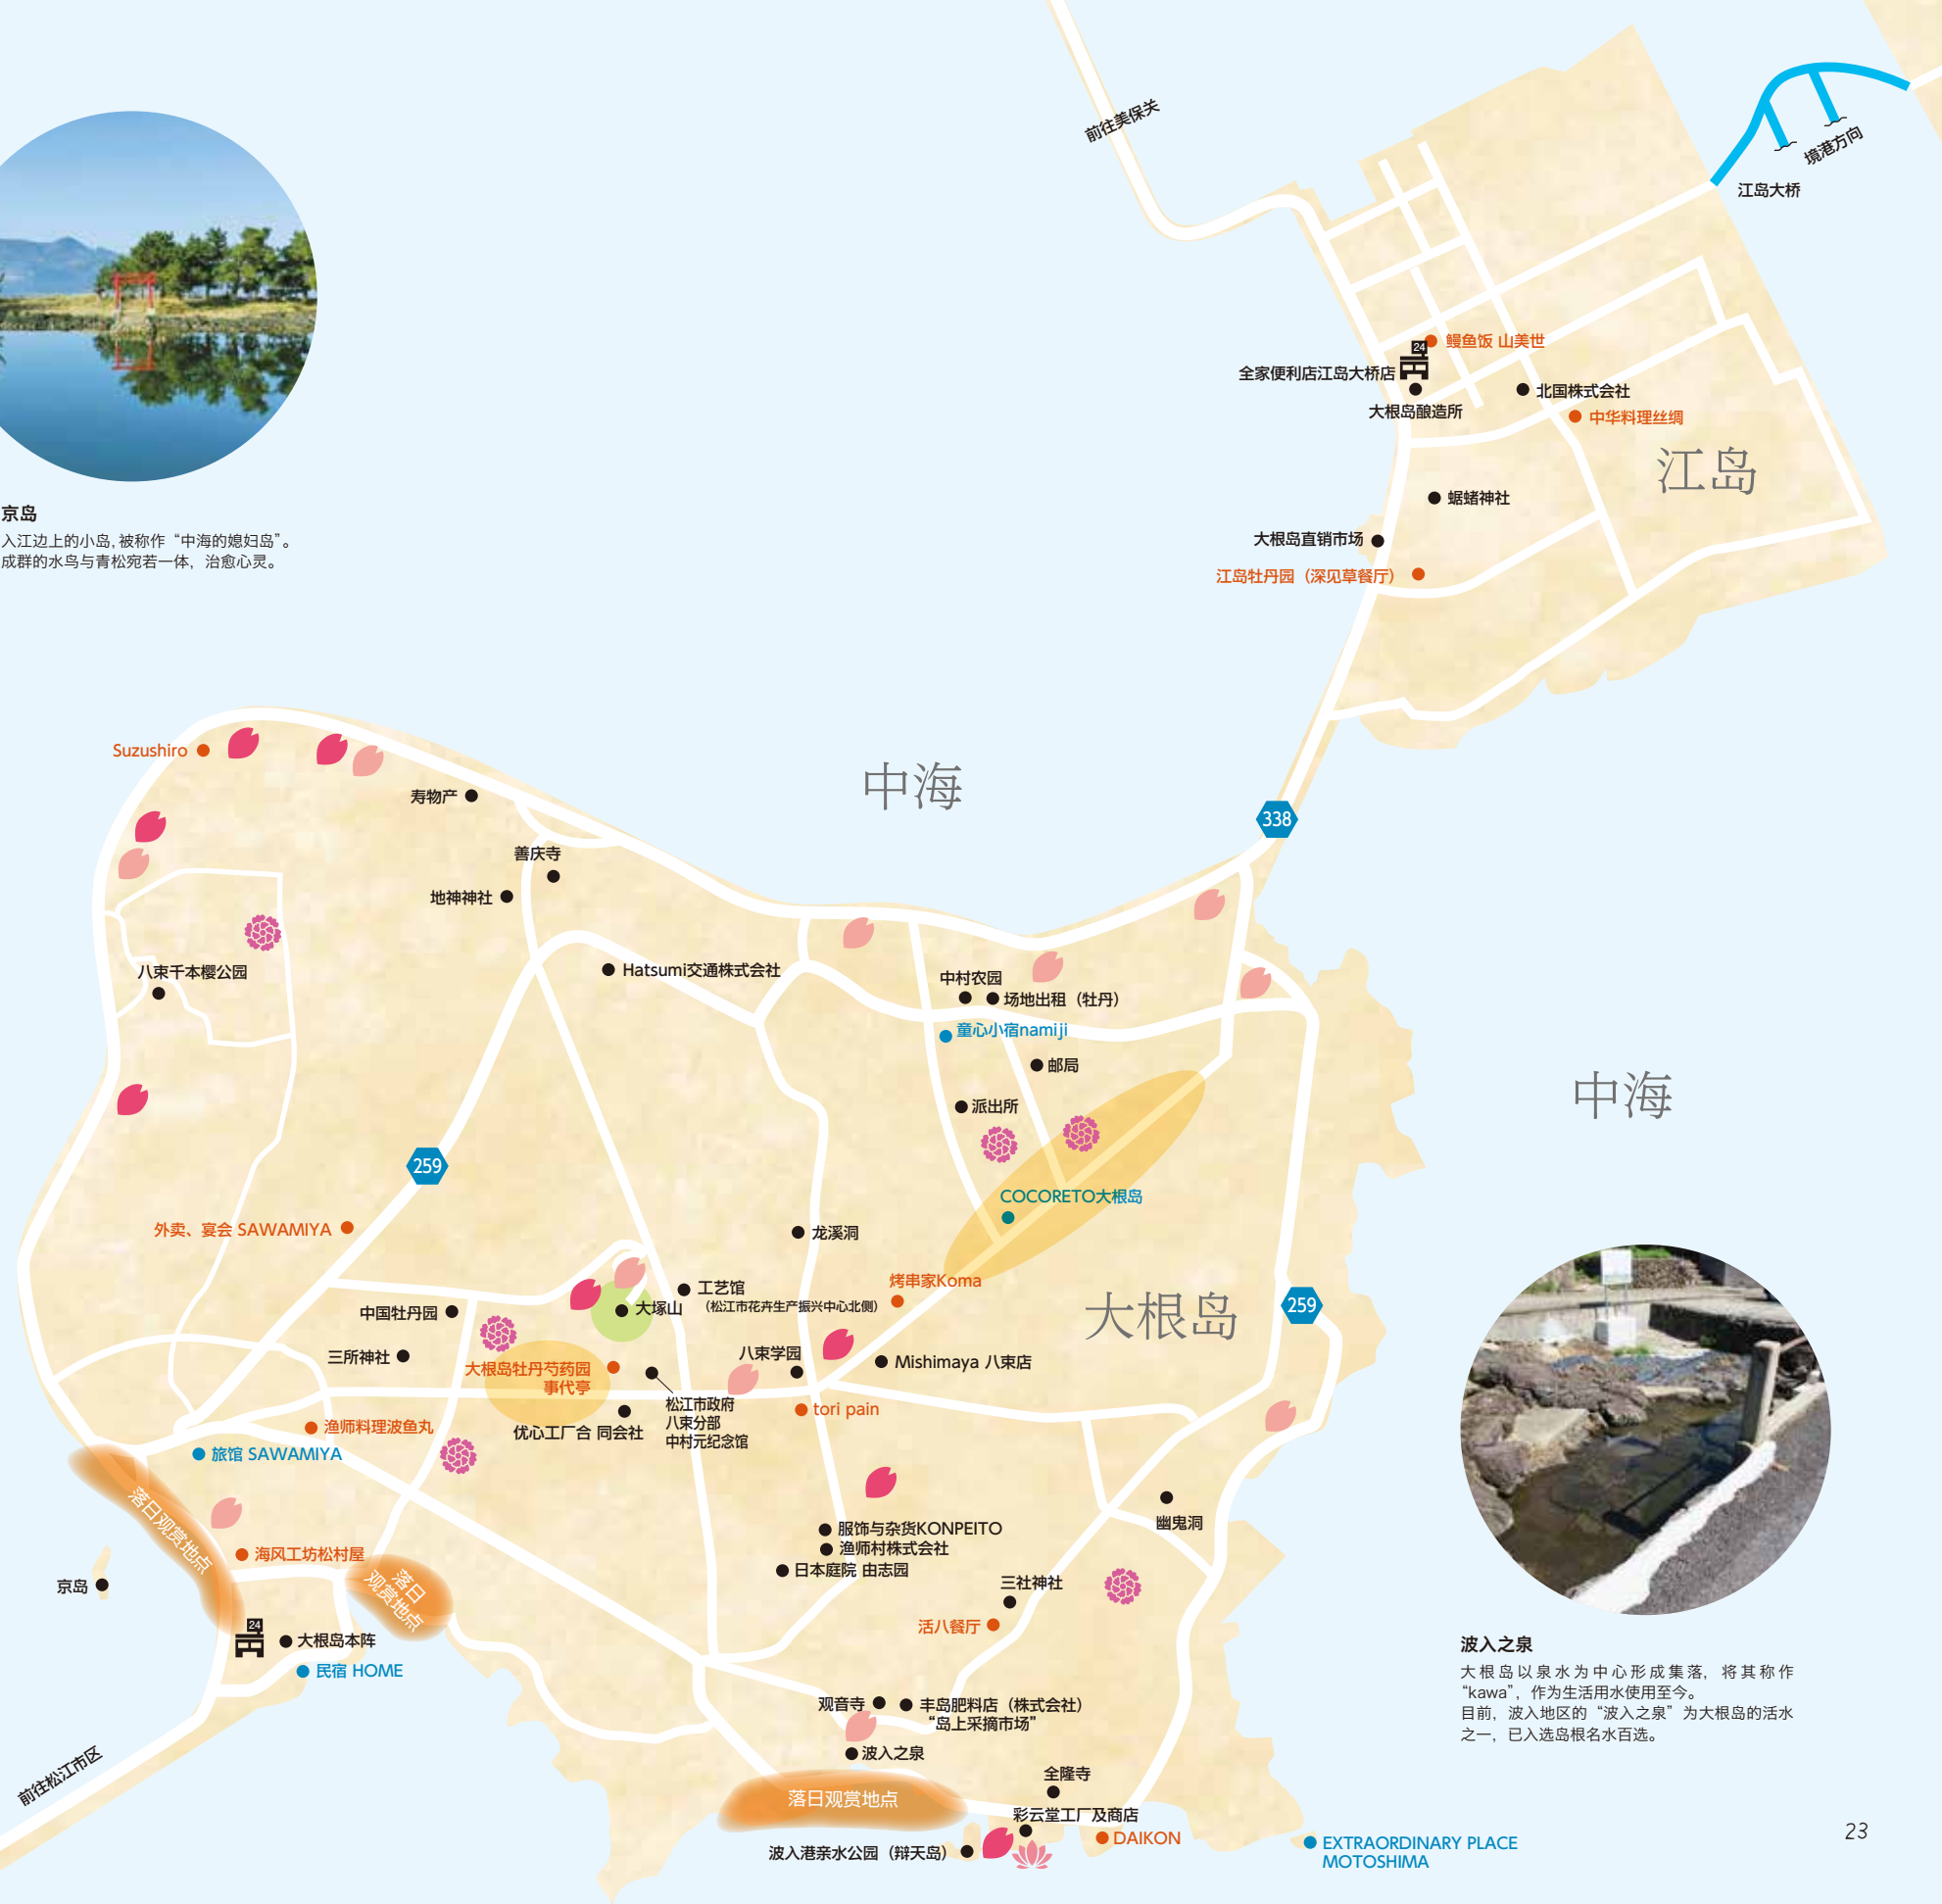 前往美保关
境港方向
江岛大桥
24
鳗鱼饭 山美世
全家便利店江岛大桥店
大根岛酿造所
北国株式会社
中华料理丝绸
江岛
蜛蝫神社
大根岛直销市场
江岛牡丹园（深见草餐厅）
京岛
入江边上的小岛，被称作“中海的媳妇岛”。
成群的水鸟与青松宛若一体，治愈心灵。
Suzushiro
中海
338
寿物产
善庆寺
地神神社
八束千本樱公园
Hatsumi交通株式会社
中村农园
场地出租（牡丹）
童心小宿namiji
邮局
派出所
中海
259
COCORETO大根岛
外卖、宴会 SAWAMIYA
龙溪洞
烤串家Koma
工艺馆
（松江市花卉生产振兴中心北侧）
大塚山
中国牡丹园
大根岛
259
三所神社
大根岛牡丹芍药园
事代亭
八束学园
Mishimaya 八束店
松江市政府
八束分部
中村元纪念馆
tori pain
优心工厂合 同会社
渔师料理波鱼丸
旅馆 SAWAMIYA
落日观赏地点
海风工坊松村屋
落日
观赏地点
京岛
24
大根岛本阵
民宿 HOME
服饰与杂货KONPEITO
渔师村株式会社
日本庭院 由志园
幽鬼洞
三社神社
活八餐厅
观音寺
丰岛肥料店（株式会社）
“岛上采摘市场”
波入之泉
落日观赏地点
全隆寺
彩云堂工厂及商店
DAIKON
波入港亲水公园（辩天岛）
EXTRAORDINARY PLACE
MOTOSHIMA
前往松江市区
波入之泉
大根岛以泉水为中心形成集落，将其称作
“kawa”，作为生活用水使用至今。
目前，波入地区的“波入之泉”为大根岛的活水
之一，已入选岛根名水百选。
23